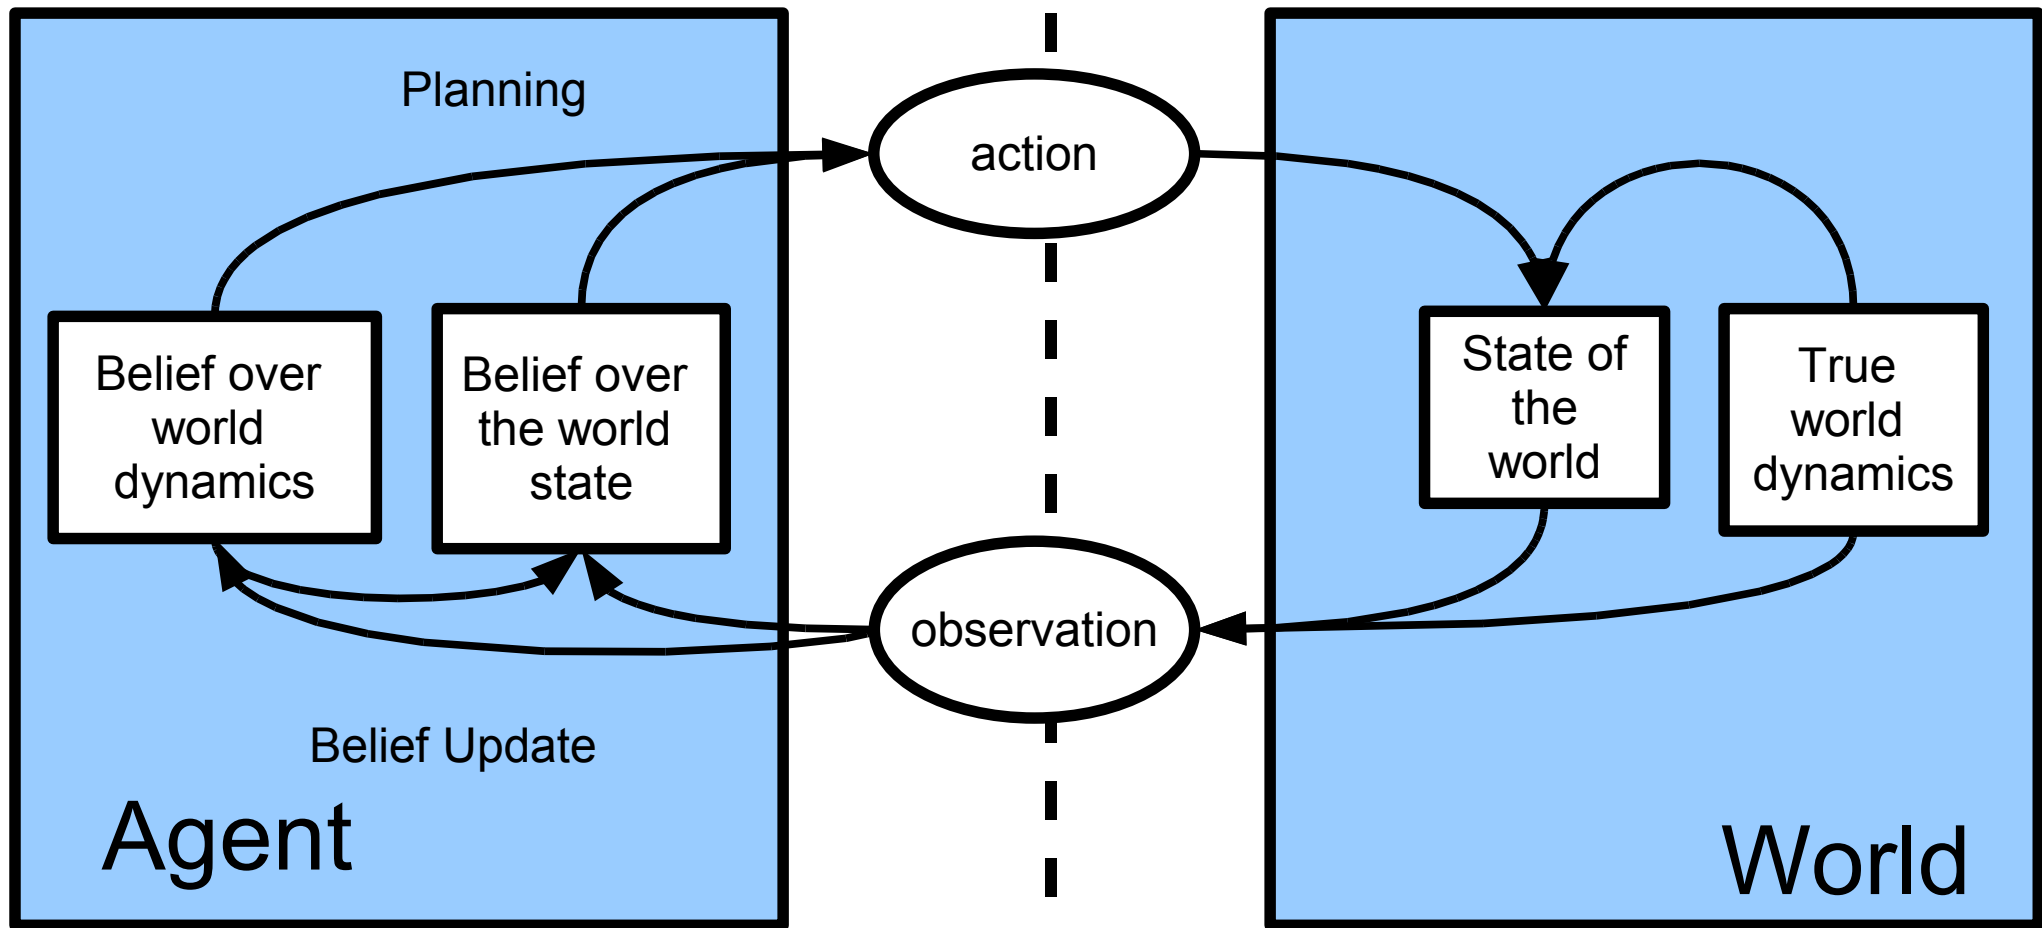 Planning
action
Belief over
world
dynamics
Belief over
the world
state
State of
the
world
True
world
dynamics
observation
Belief Update
Agent
World